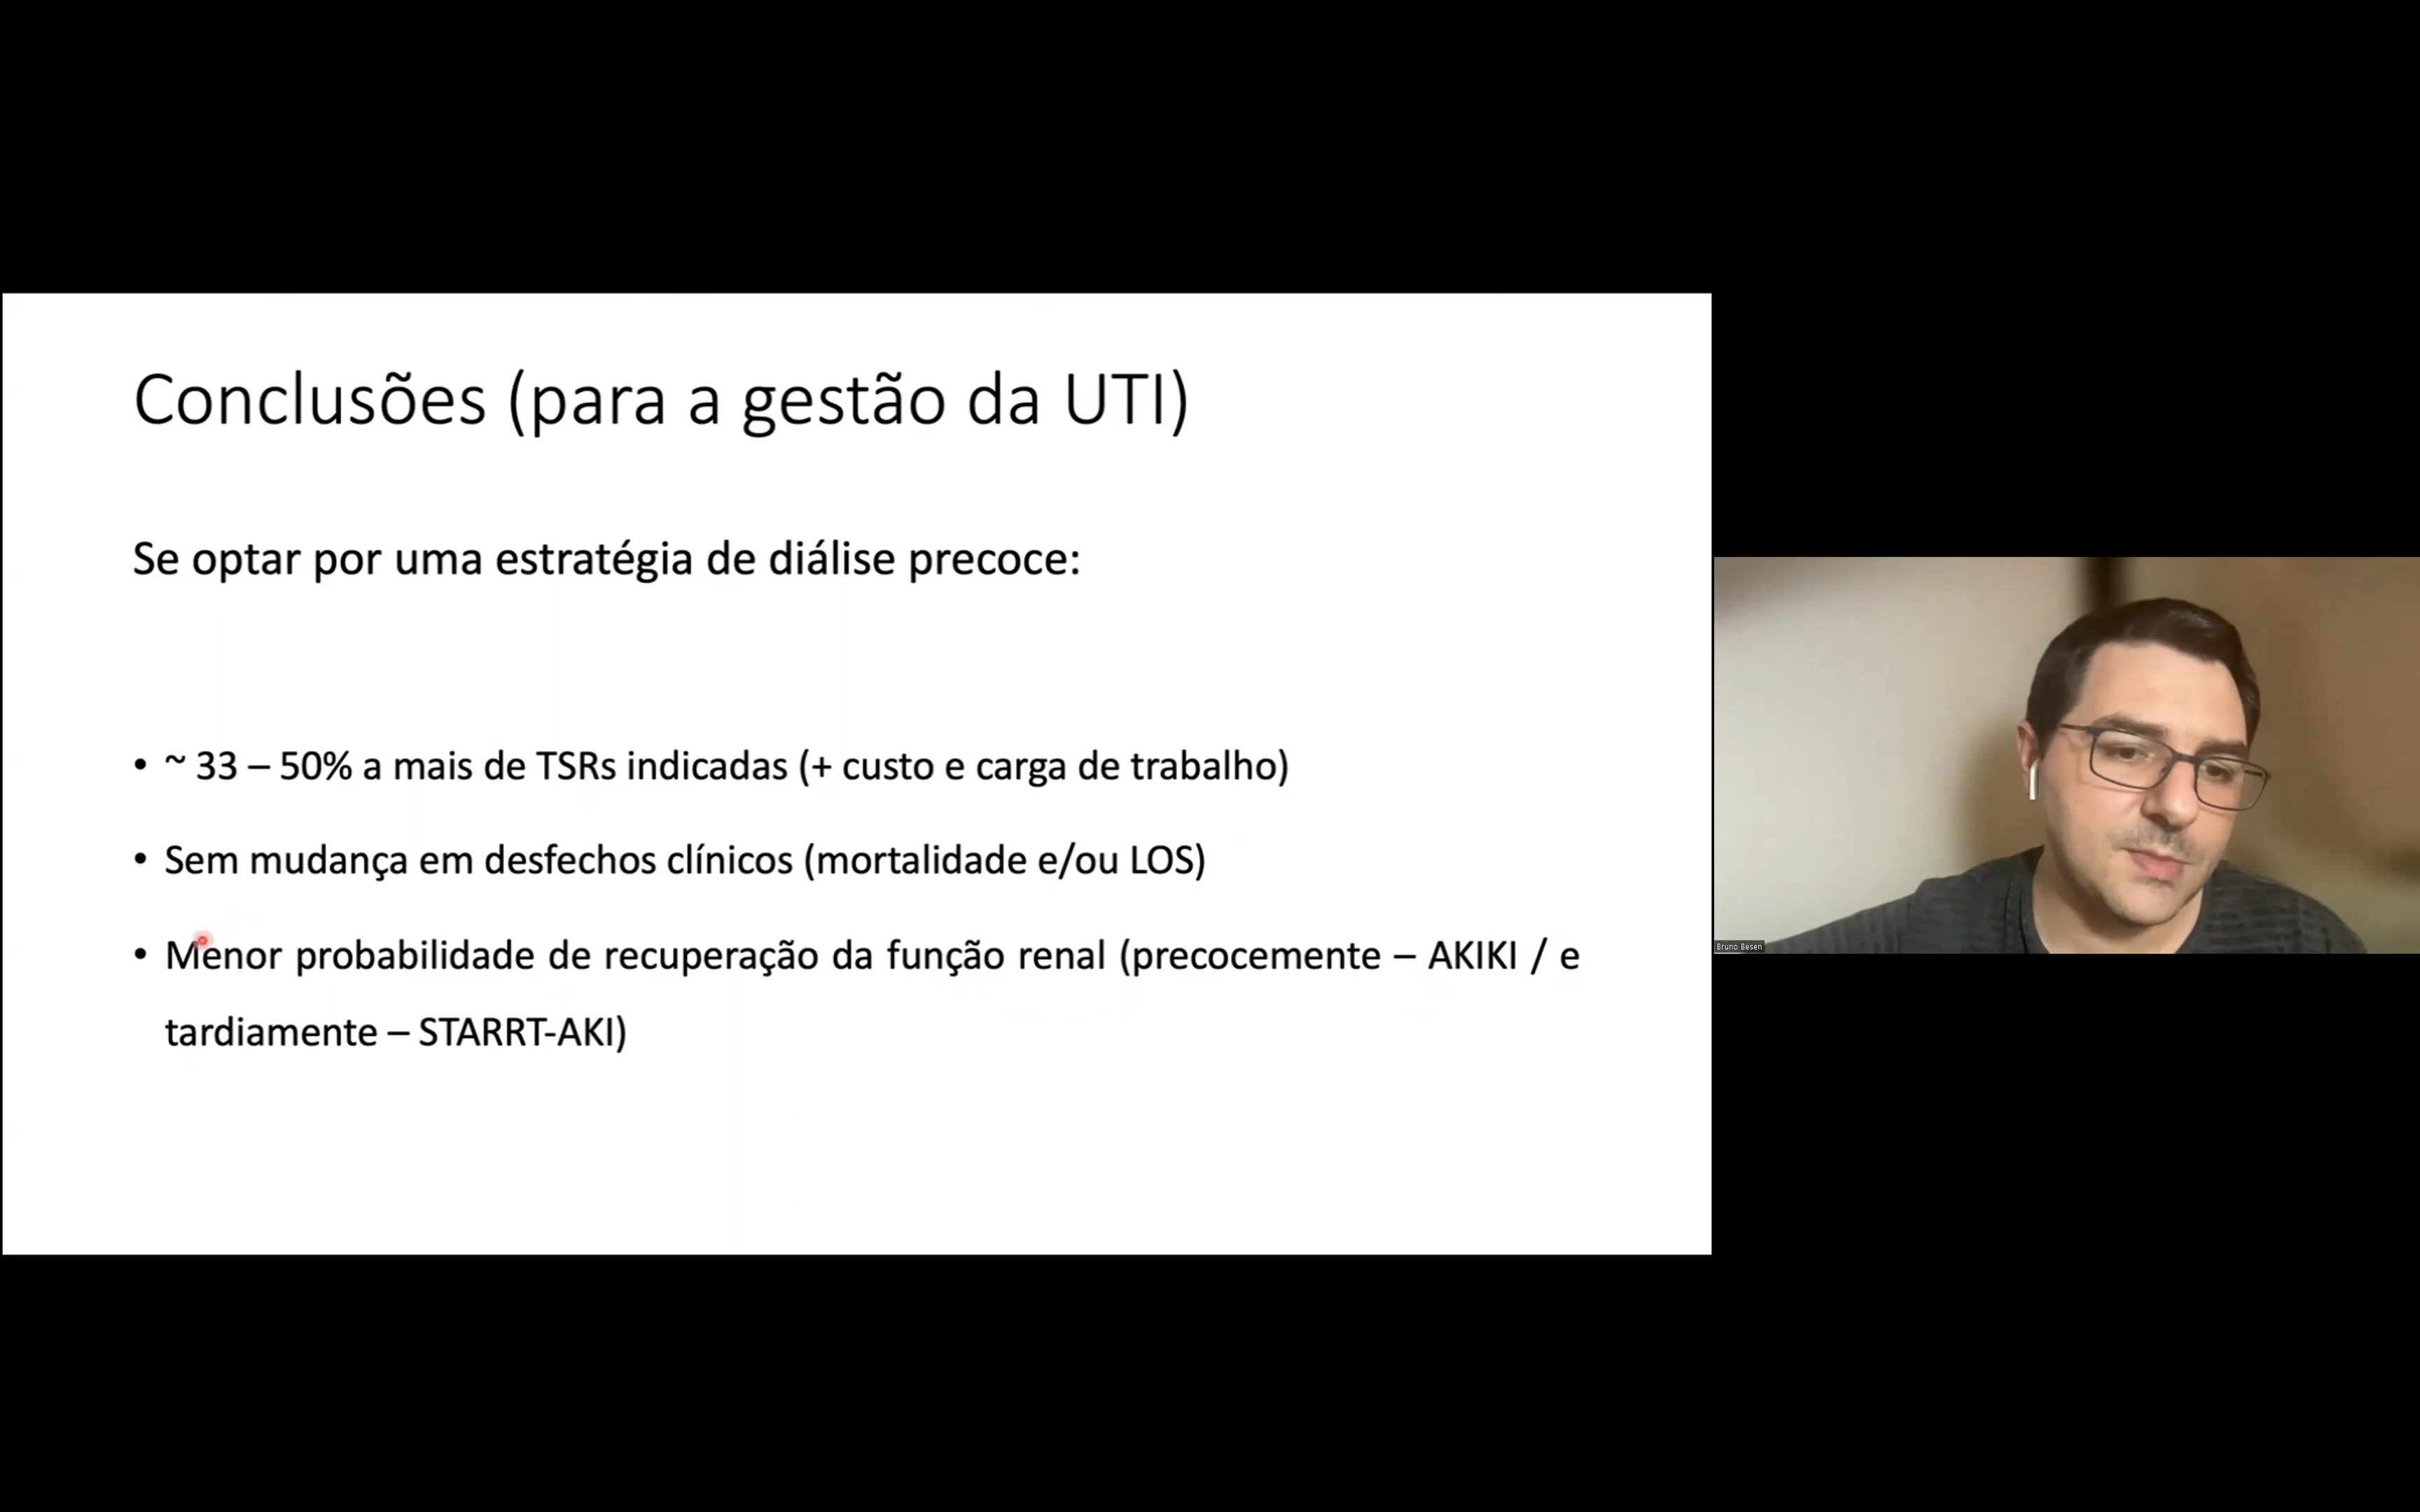 Conclusões (para a gestão da UTI)
Se optar por uma estratégia de diálise precoce:
• ~ 33 – 50% a mais de TSRs indicadas (+ custo e carga de trabalho)
• Sem mudança em desfechos clínicos (mortalidade e/ou LOS)
• Menor probabilidade de recuperação da função renal (precocemente – AKIKI / e
tardiamente – STARRT-AKI)
Bruno Besen